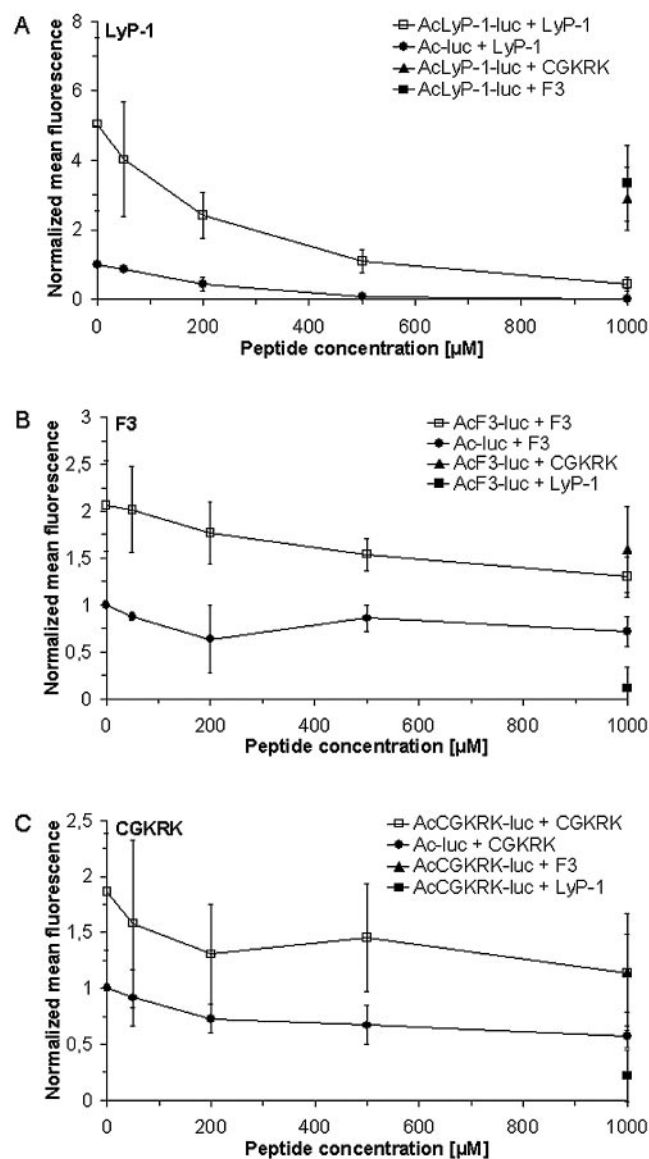 A
LyP-1
AcLyP-1-luc + LyP-1
Ac-luc + LyP-1
AcLyP-1-luc + CGKRK
AcLyP-1-luc + F3
Normalized mean fluorescence
8
6
4
2
0
0 200 400 600 800 1000
Peptide concentration [µM]
B
F3
AcF3-luc + F3
Ac-luc + F3
AcF3-luc + CGKRK
AcF3-luc + LyP-1
Normalized mean fluorescence
3
2,5
2
1,5
1
0,5
0
0 200 400 600 800 1000
Peptide concentration [µM]
C
CGKRK
AcCGKRK-luc + CGKRK
Ac-luc + CGKRK
AcCGKRK-luc + F3
AcCGKRK-luc + LyP-1
Normalized mean fluorescence
2,5
2
1,5
1
0,5
0
0 200 400 600 800 1000
Peptide concentration [µM]